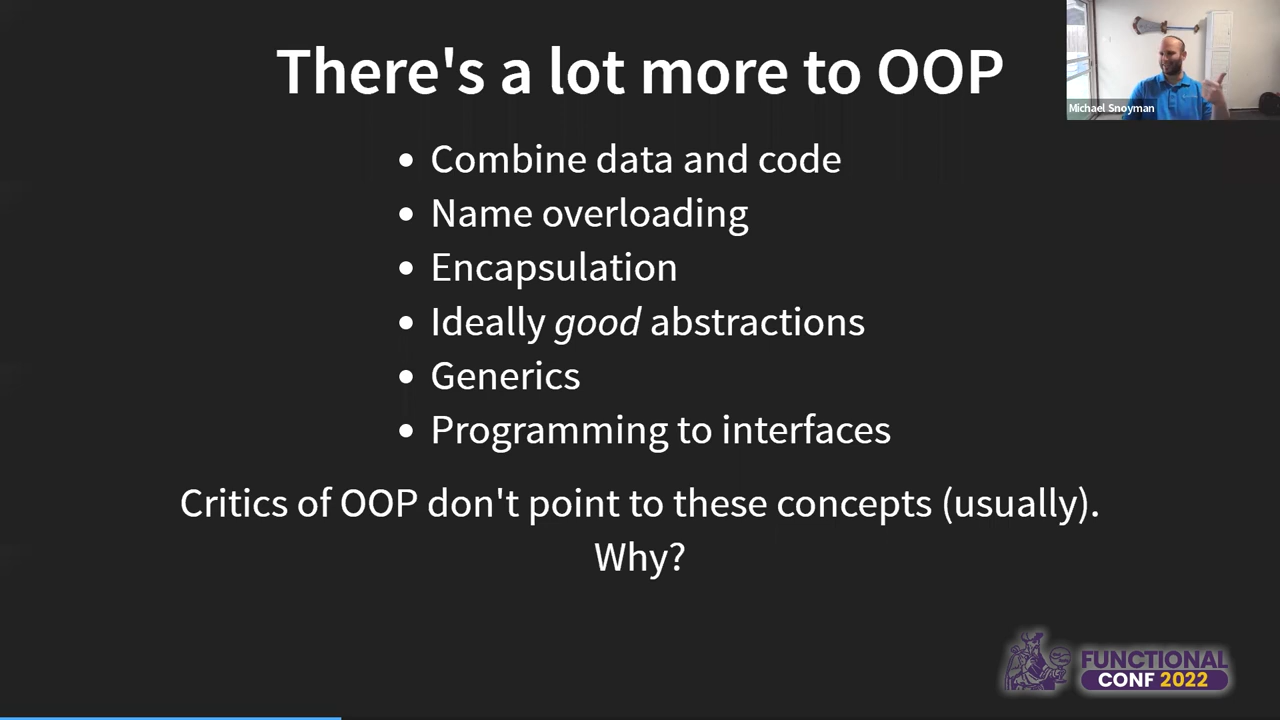 There's a lot more to OOP
Michael Snoyman
Combine data and code
Name overloading
Encapsulation
Ideally good abstractions
Generics
Programming to interfaces
Critics of OOP don't point to these concepts (usually).
Why?
FUNCTIONAL
CONF 2022